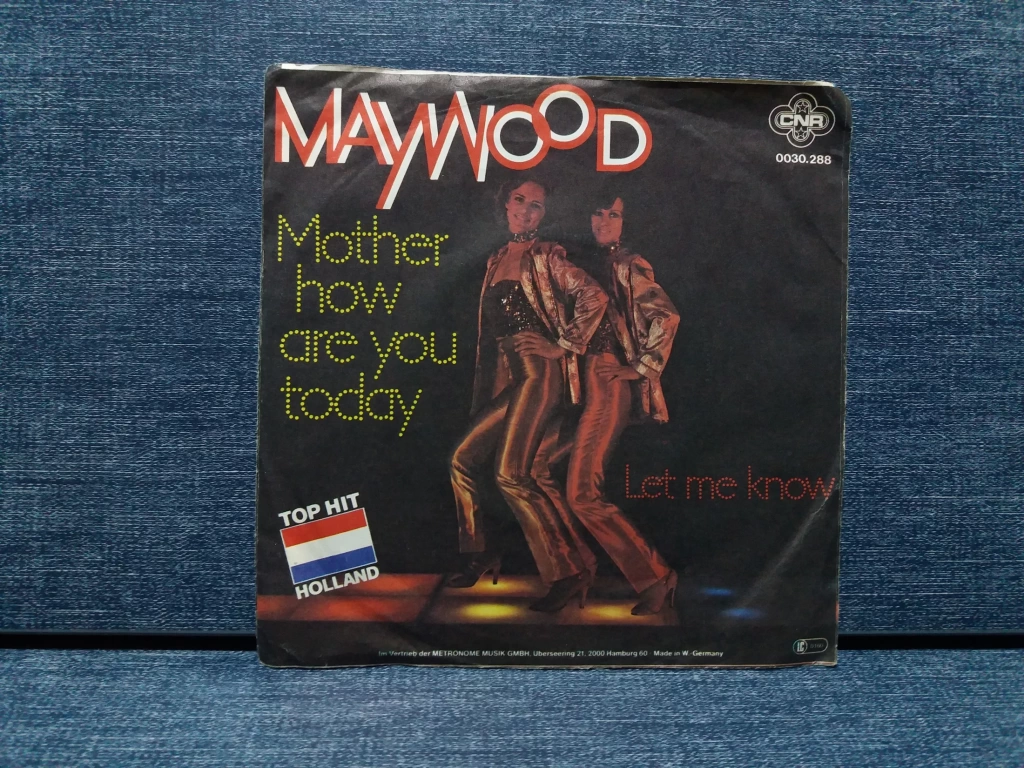 MAYWOOD
CNR
0030.288
Mother
how
are you
today
Let me know
TOP HIT
HOLLAND
Im Vertrieb der METRONOME MUSIK GMBH, Überseering 21, 2000 Hamburg 60 Made in W.-Germany
LC